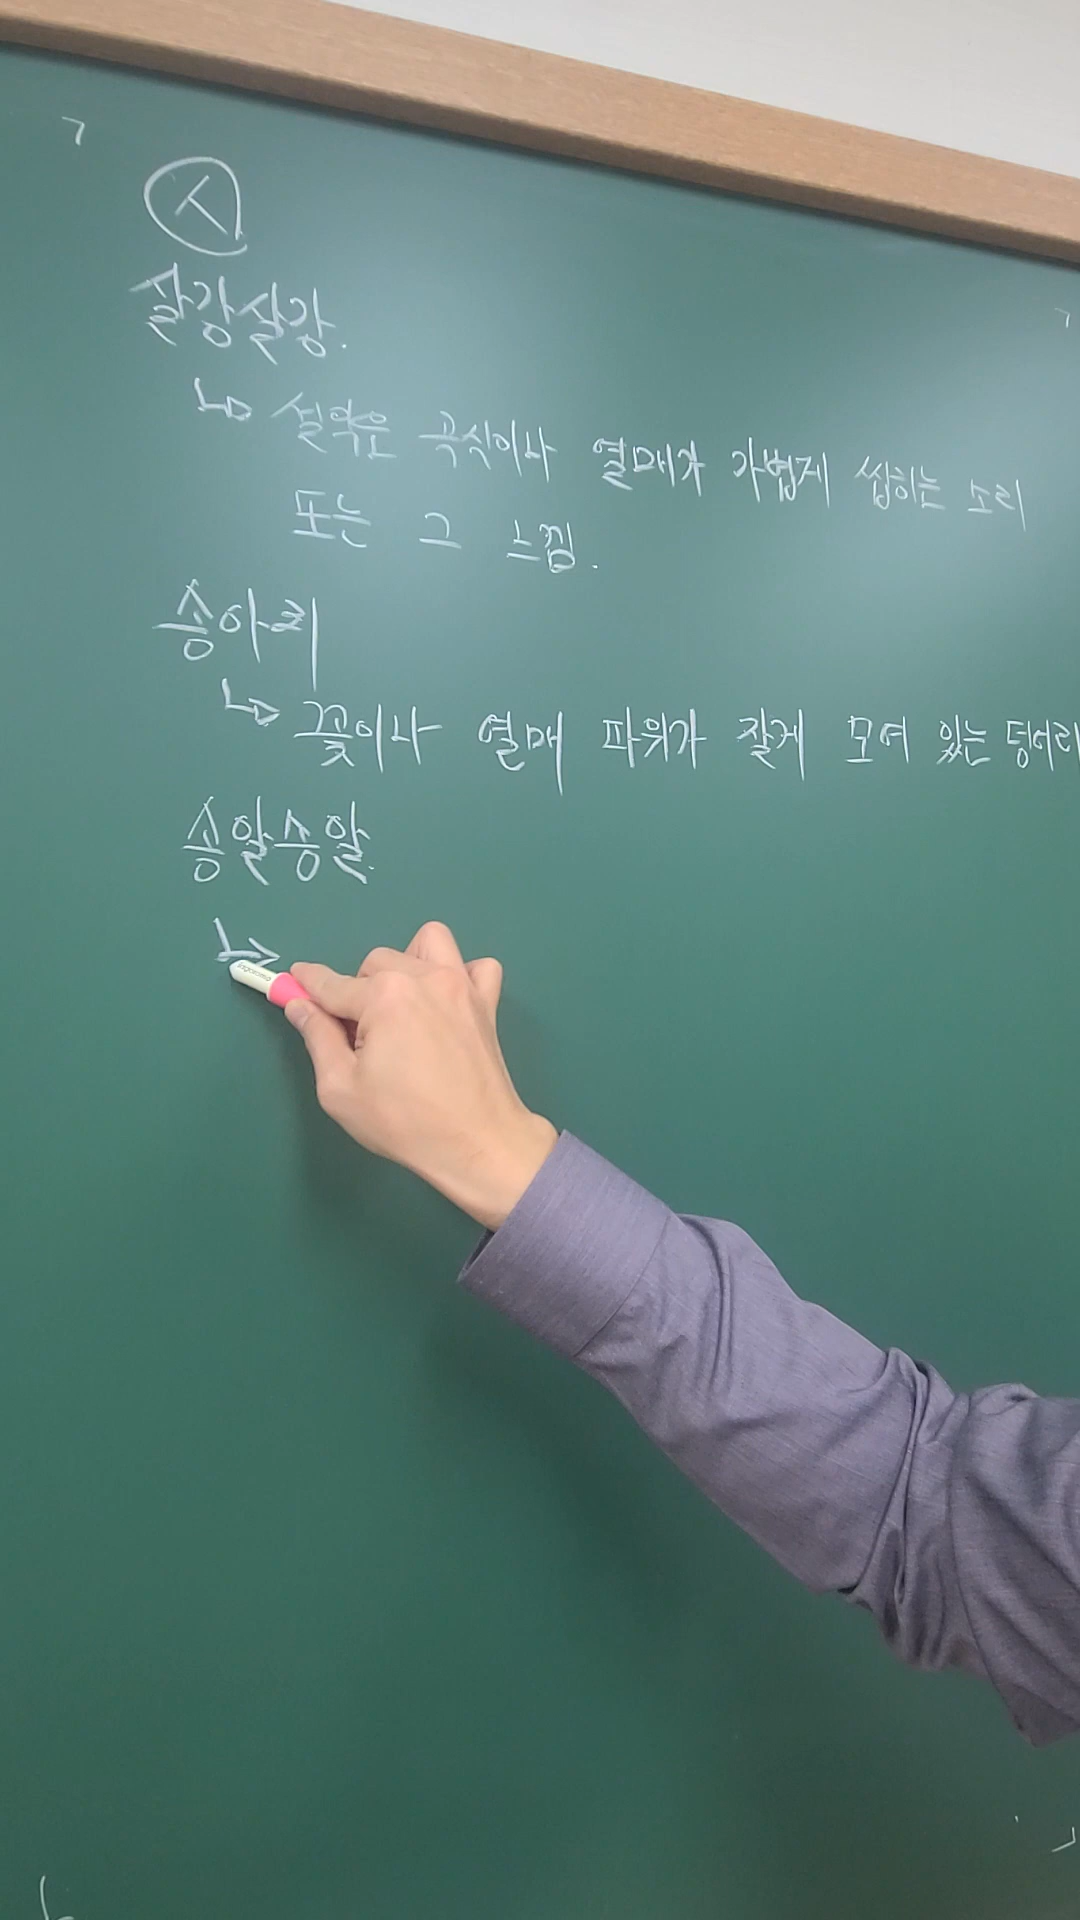 ㅅ
살강살강.
↳ 설익은 곡식이나 열매가 가볍게 씹히는 소리
또는 그 느낌.
송아리
↳ 꽃이나 열매 따위가 잘게 모여 있는 덩어리
송알송알.
↳